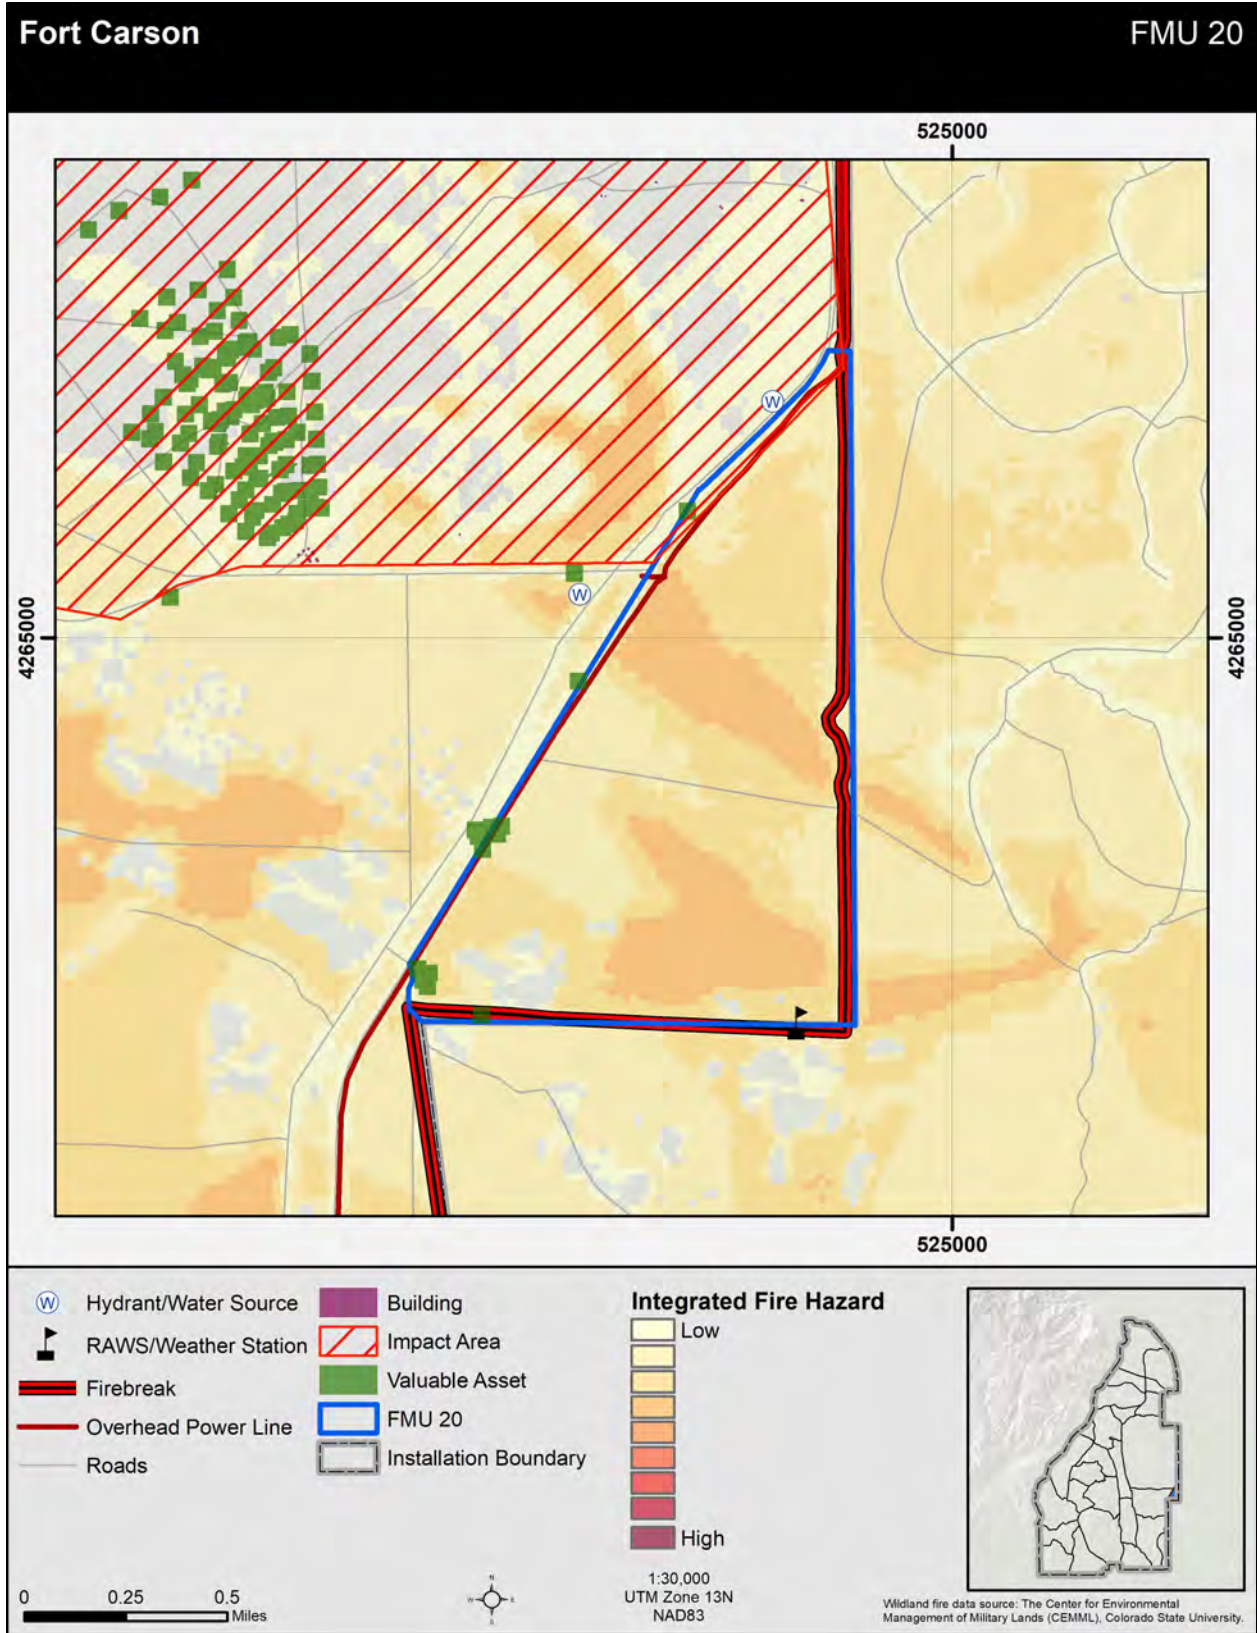 Fort Carson
FMU 20
525000
4265000
4265000
W
W
525000
W Hydrant/Water Source
RAWS/Weather Station
Firebreak
Overhead Power Line
Roads
Building
Impact Area
Valuable Asset
FMU 20
Installation Boundary
Integrated Fire Hazard
Low
High
0 0.25 0.5
Miles
N
W E
S
1:30,000
UTM Zone 13N
NAD83
Wildland fire data source: The Center for Environmental
Management of Military Lands (CEMML), Colorado State University.